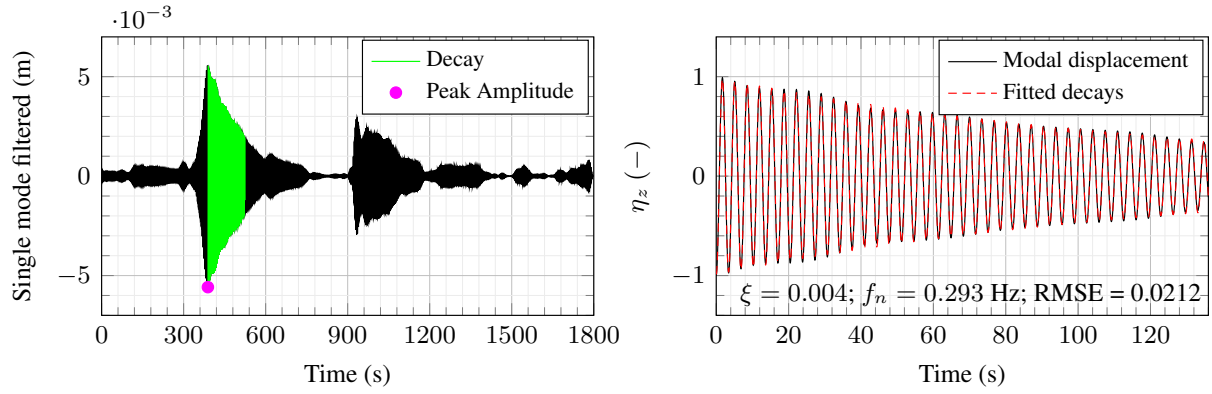 ·10−3
Single mode filtered (m)
5
0
−5
Decay
Peak Amplitude
0 300 600 900 1200 1500 1800
Time (s)
ηz (−)
1
0
−1
Modal displacement
Fitted decays
ξ = 0.004; fn = 0.293 Hz; RMSE = 0.0212
0 20 40 60 80 100 120
Time (s)